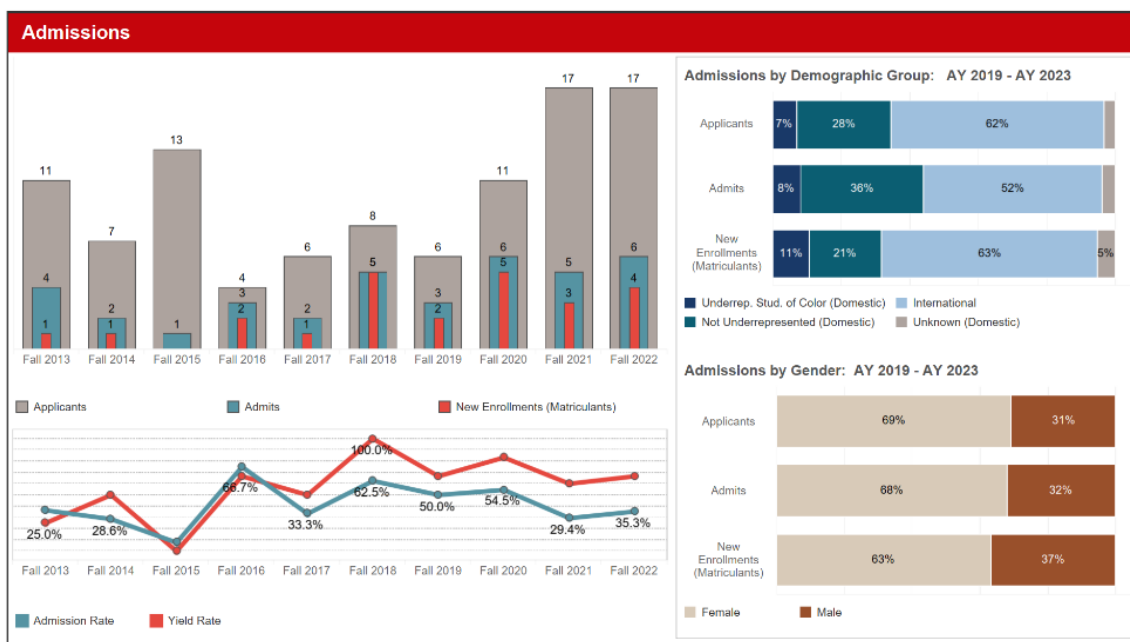 Admissions
17 17
13
11 11
8
7
6 6
6 6
5 5 5
4 4 4
3 3 3
2 2 2 2
1 1 1 1
Fall 2013 Fall 2014 Fall 2015 Fall 2016 Fall 2017 Fall 2018 Fall 2019 Fall 2020 Fall 2021 Fall 2022
Applicants Admits New Enrollments (Matriculants)
100.0%
66.7% 62.5%
50.0% 54.5%
33.3% 35.3%
25.0% 28.6% 29.4%
Fall 2013 Fall 2014 Fall 2015 Fall 2016 Fall 2017 Fall 2018 Fall 2019 Fall 2020 Fall 2021 Fall 2022
Admission Rate Yield Rate
Admissions by Demographic Group: AY 2019 - AY 2023
Applicants 7% 28% 62%
Admits 8% 36% 52%
New
Enrollments 11% 21% 63% 5%
(Matriculants)
Underrep. Stud. of Color (Domestic) International
Not Underrepresented (Domestic) Unknown (Domestic)
Admissions by Gender: AY 2019 - AY 2023
Applicants 69% 31%
Admits 68% 32%
New
Enrollments 63% 37%
(Matriculants)
Female Male